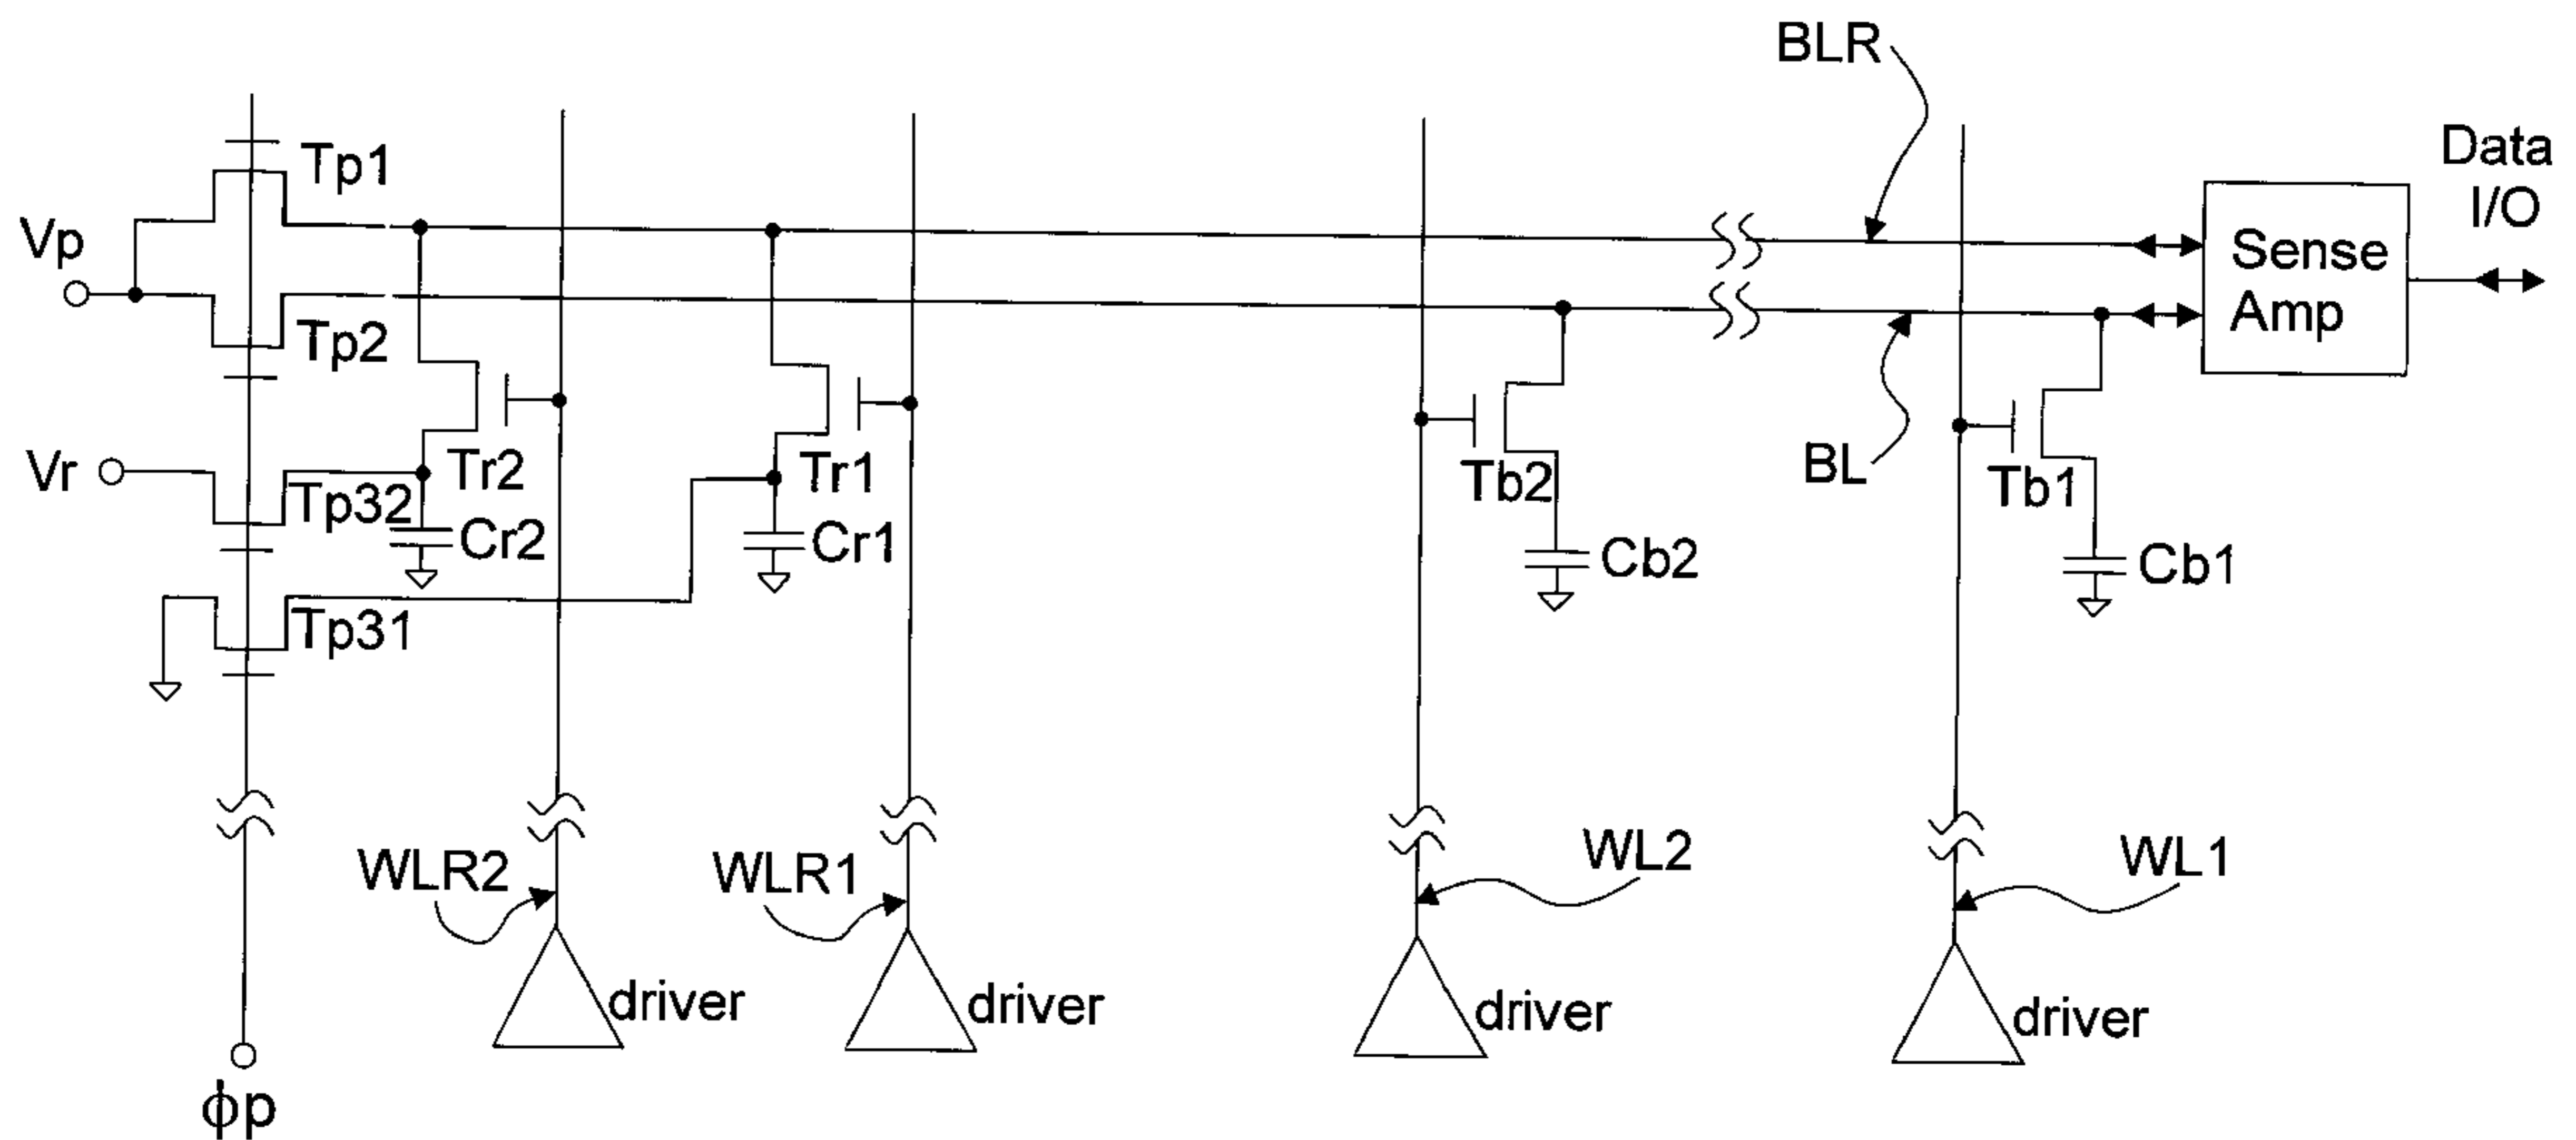 BLR
Data
I/O
Tp1
Vp
Sense
Amp
Tp2
Vr
Tp32
Tr2
Cr2
Tr1
Cr1
BL
Tb2
Cb2
Tb1
Cb1
Tp31
WLR2
WLR1
WL2
WL1
driver
driver
driver
driver
ϕp